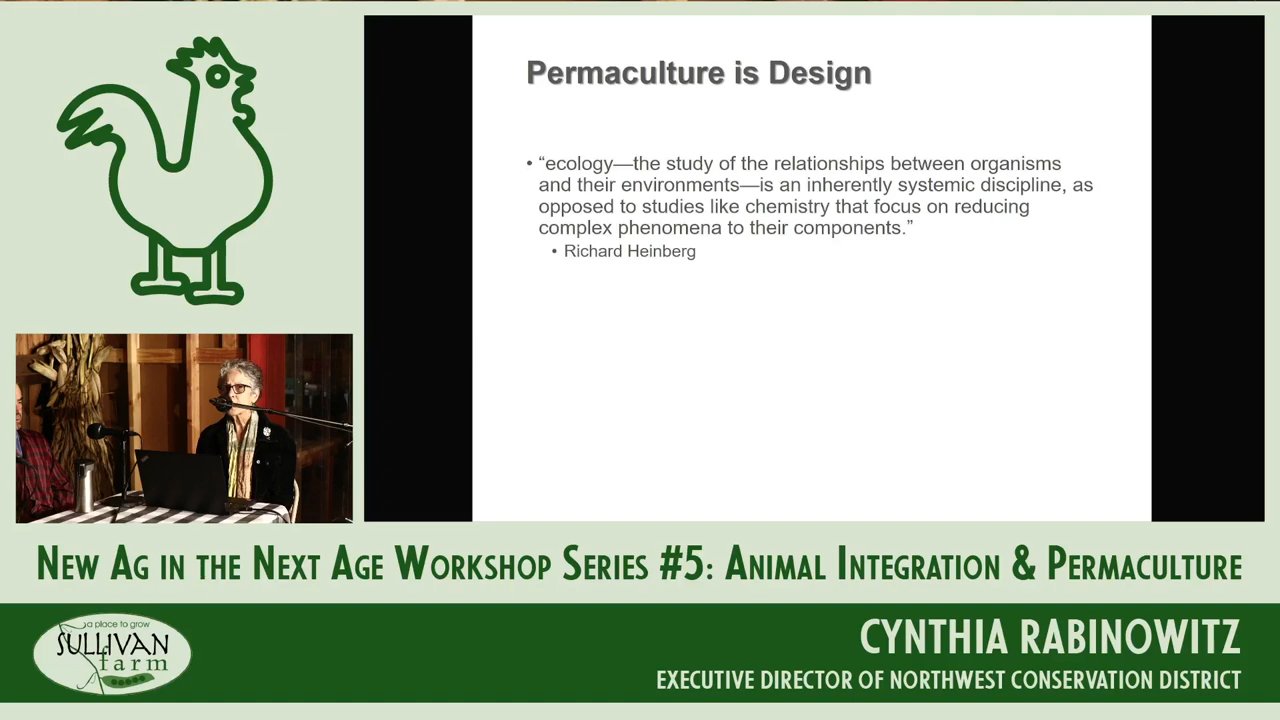 Permaculture is Design
• “ecology—the study of the relationships between organisms
and their environments—is an inherently systemic discipline, as
opposed to studies like chemistry that focus on reducing
complex phenomena to their components.”
• Richard Heinberg
NEW AG IN THE NEXT AGE WORKSHOP SERIES #5: ANIMAL INTEGRATION & PERMACULTURE
a place to grow
SULLIVAN
farm
CYNTHIA RABINOWITZ
EXECUTIVE DIRECTOR OF NORTHWEST CONSERVATION DISTRICT